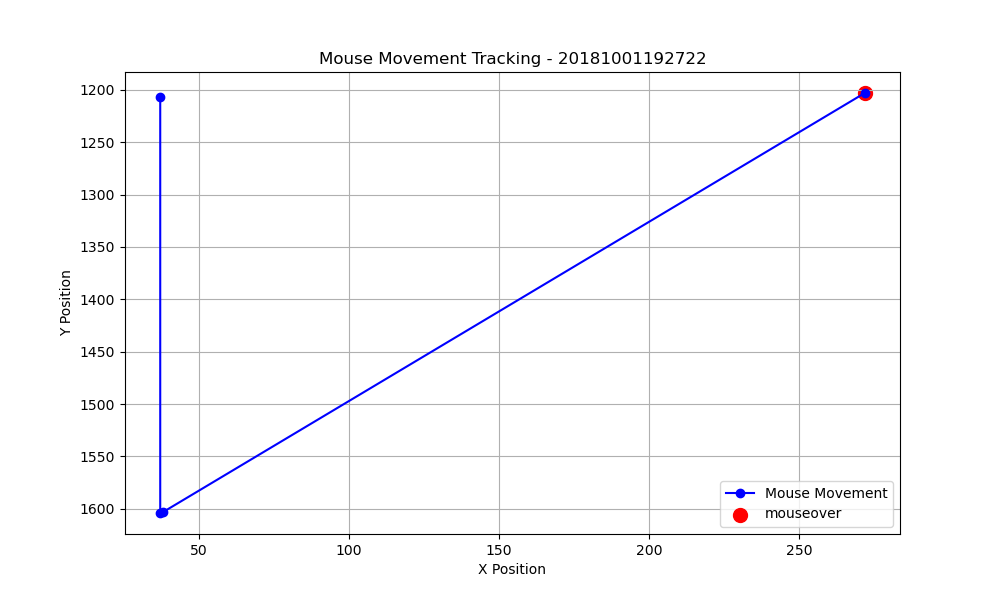 Mouse Movement Tracking - 20181001192722
1200
1250
1300
1350
1400
1450
1500
1550
1600
Y Position
50
100
150
200
250
X Position
Mouse Movement
mouseover